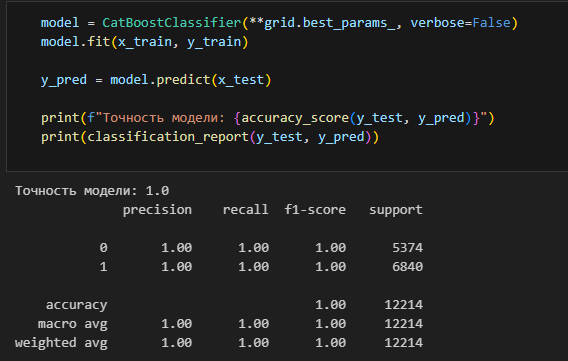 model = CatBoostClassifier(**grid.best_params_, verbose=False)
model.fit(x_train, y_train)
y_pred = model.predict(x_test)
print(f"Точность модели: {accuracy_score(y_test, y_pred)}")
print(classification_report(y_test, y_pred))
Точность модели: 1.0
precision recall f1-score support
0 1.00 1.00 1.00 5374
1 1.00 1.00 1.00 6840
accuracy 1.00 12214
macro avg 1.00 1.00 1.00 12214
weighted avg 1.00 1.00 1.00 12214